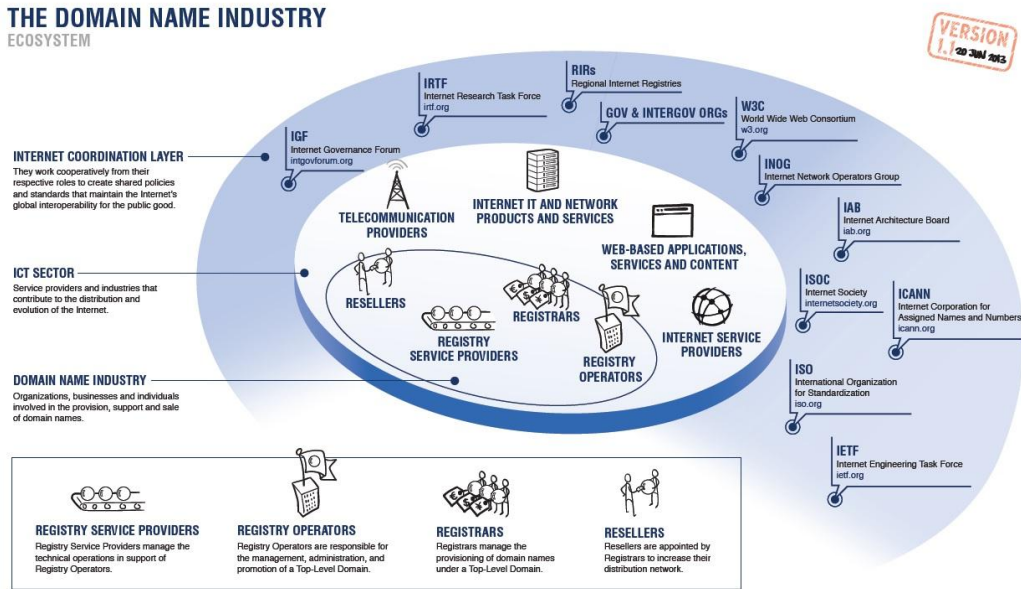 THE DOMAIN NAME INDUSTRY
ECOSYSTEM
VERSION
1.1 20 JUN 2013
IRTF
Internet Research Task Force
irtf.org
RIRs
Regional Internet Registries
GOV & INTERGOV ORGs
W3C
World Wide Web Consortium
w3.org
IGF
Internet Governance Forum
intgovforum.org
INOG
Internet Network Operators Group
IAB
Internet Architecture Board
iab.org
ISOC
Internet Society
internetsociety.org
ICANN
Internet Corporation for
Assigned Names and Numbers
icann.org
ISO
International Organization
for Standardization
iso.org
IETF
Internet Engineering Task Force
ietf.org
INTERNET COORDINATION LAYER
They work cooperatively from their
respective roles to create shared policies
and standards that maintain the Internet's
global interoperability for the public good.
ICT SECTOR
Service providers and industries that
contribute to the distribution and
evolution of the Internet.
DOMAIN NAME INDUSTRY
Organizations, businesses and individuals
involved in the provision, support and sale
of domain names.
TELECOMMUNICATION
PROVIDERS
INTERNET IT AND NETWORK
PRODUCTS AND SERVICES
WEB-BASED APPLICATIONS,
SERVICES AND CONTENT
INTERNET SERVICE
PROVIDERS
RESELLERS
REGISTRARS
REGISTRY
SERVICE PROVIDERS
REGISTRY
OPERATORS
REGISTRY SERVICE PROVIDERS
Registry Service Providers manage the
technical operations in support of
Registry Operators.
REGISTRY OPERATORS
Registry Operators are responsible for
the management, administration, and
promotion of a Top-Level Domain.
REGISTRARS
Registrars manage the
provisioning of domain names
under a Top-Level Domain.
RESELLERS
Resellers are appointed by
Registrars to increase their
distribution network.